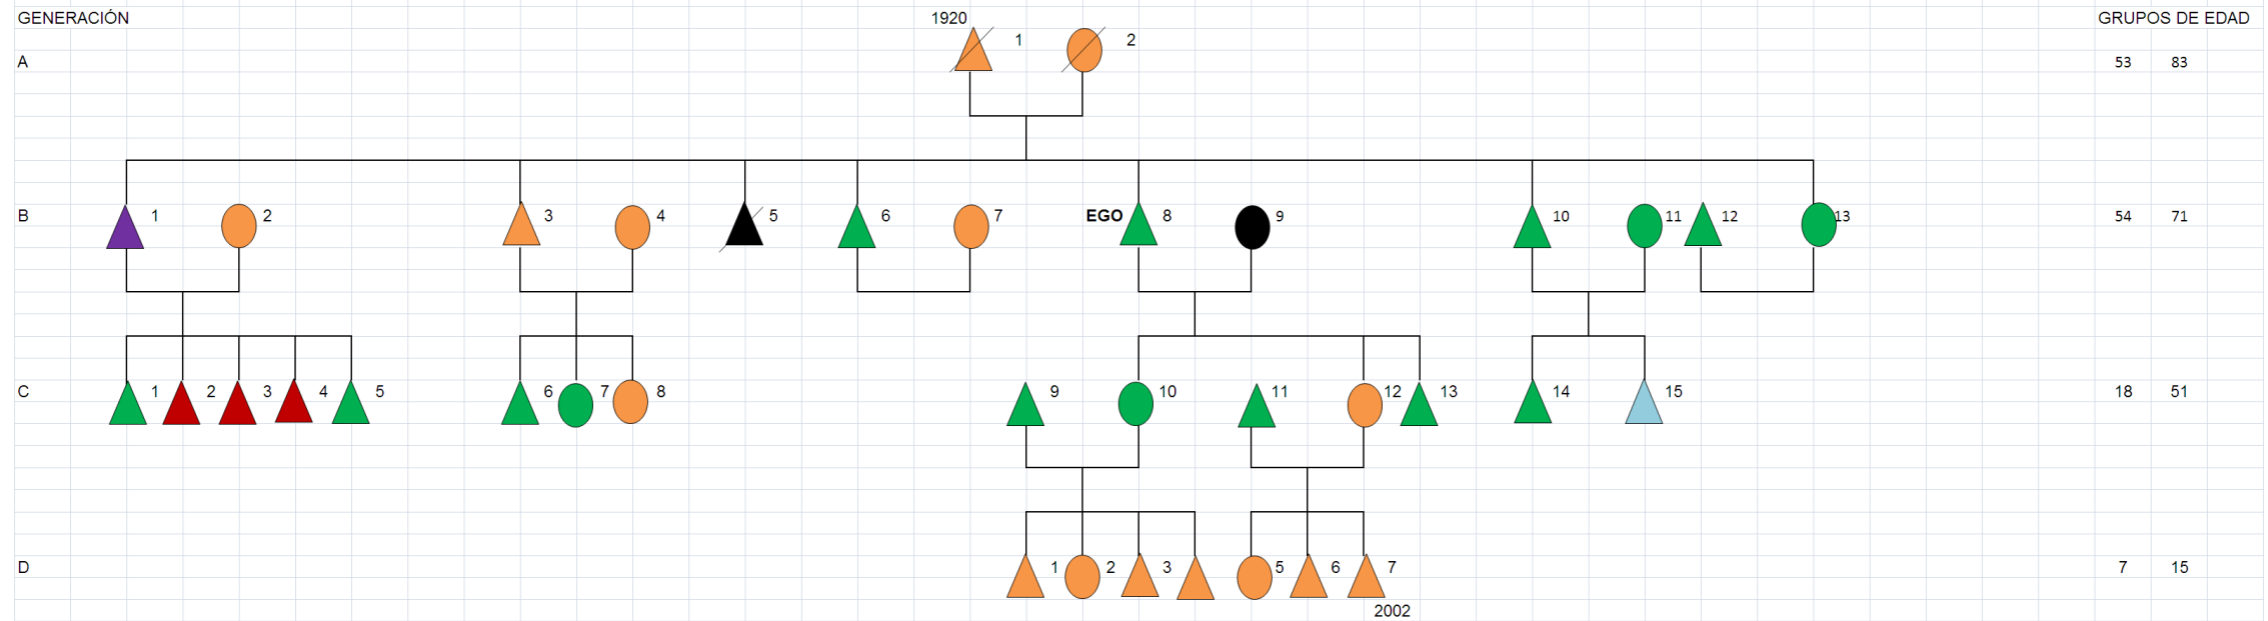 GENERACIÓN 1920 GRUPOS DE EDAD
A 1 2 53 83
B 1 2 3 4 5 6 7 EGO 8 9 10 11 12 13 54 71
C 1 2 3 4 5 6 7 8 9 10 11 12 13 14 15 18 51
D 1 2 3 5 6 7 7 15
2002